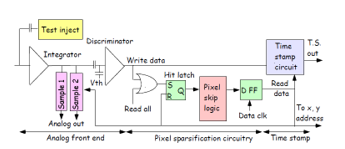 Test inject
Integrator
Discriminator
Write data
Time
stamp
circuit
T.S.
out
Sample 1
Sample 2
Vth
Hit latch
S
R
Q
Pixel
skip
logic
D FF
Read
data
Read all
Data clk
To x, y
address
Analog out
Analog front end
Pixel sparsification circuitry
Time stamp